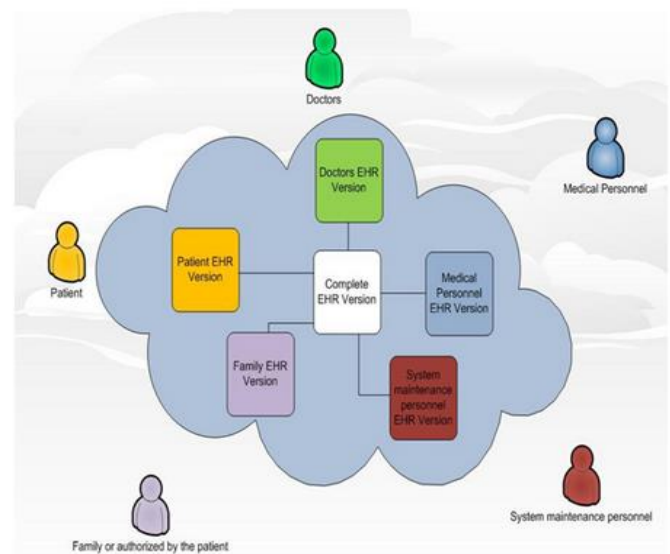 Doctors
Medical Personnel
Doctors EHR
Version
Patient EHR
Version
Complete
EHR Version
Medical
Personnel
EHR Version
Patient
Family EHR
Version
System
maintenance
personnel
EHR Version
System maintenance personnel
Family or authorized by the patient